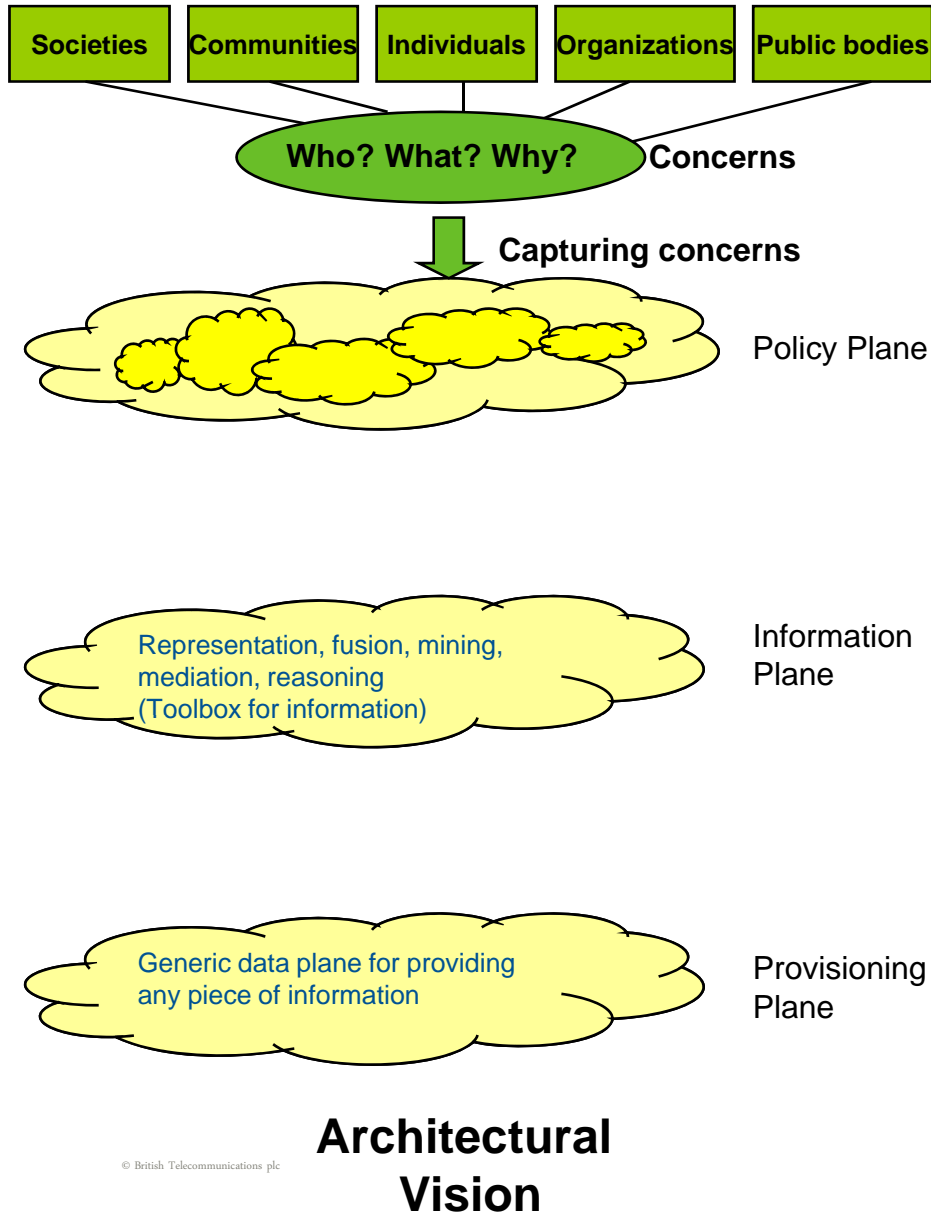 Societies
Communities
Individuals
Organizations
Public bodies
Who? What? Why?
Concerns
Capturing concerns
Policy Plane
Representation, fusion, mining,
mediation, reasoning
(Toolbox for information)
Information
Plane
Generic data plane for providing
any piece of information
Provisioning
Plane
Architectural
Vision
© British Telecommunications plc